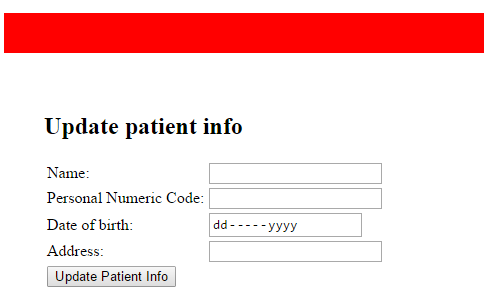 Update patient info
Name:
Personal Numeric Code:
Date of birth: dd-----yyyy
Address:
Update Patient Info